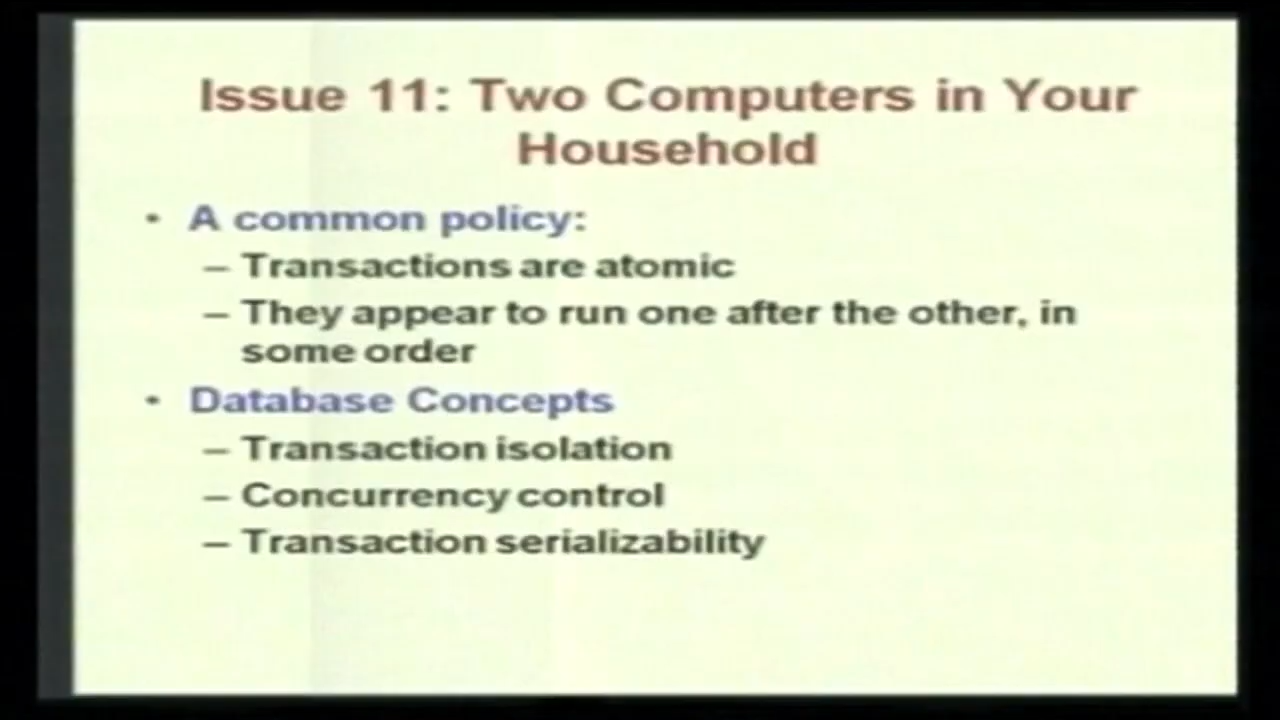 Issue 11: Two Computers in Your
Household
• A common policy:
– Transactions are atomic
– They appear to run one after the other, in
some order
• Database Concepts
– Transaction isolation
– Concurrency control
– Transaction serializability